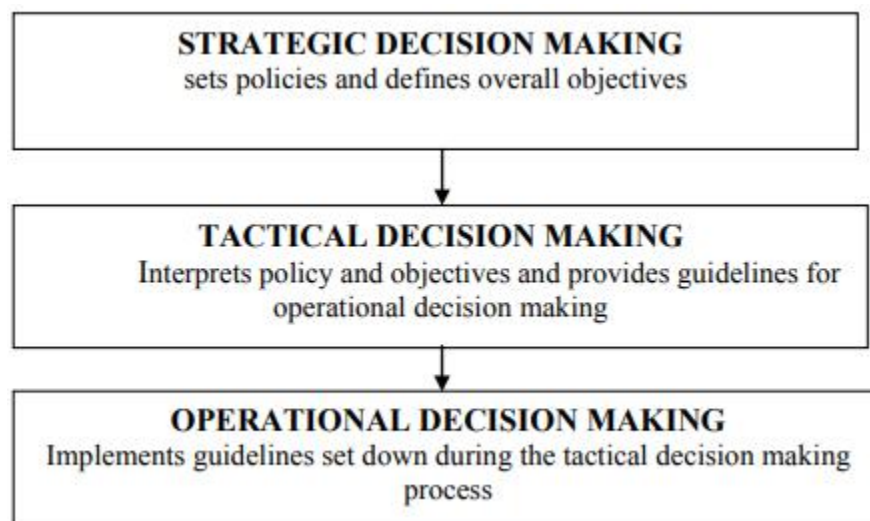 STRATEGIC DECISION MAKING
sets policies and defines overall objectives
TACTICAL DECISION MAKING
Interprets policy and objectives and provides guidelines for
operational decision making
OPERATIONAL DECISION MAKING
Implements guidelines set down during the tactical decision making
process